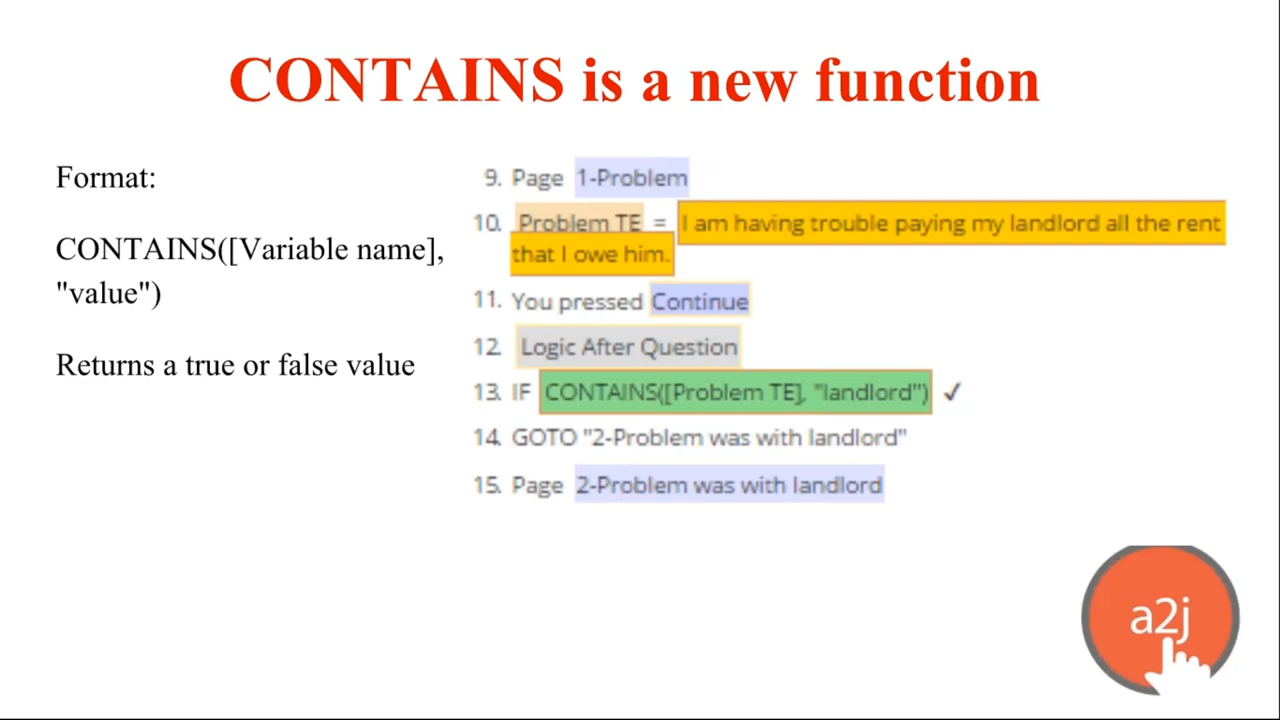 CONTAINS is a new function
Format:
CONTAINS([Variable name],
"value")
Returns a true or false value
9. Page 1-Problem
10. Problem TE = I am having trouble paying my landlord all the rent
that I owe him.
11. You pressed Continue
12. Logic After Question
13. IF CONTAINS([Problem TE], "landlord") ✓
14. GOTO "2-Problem was with landlord"
15. Page 2-Problem was with landlord
a2j